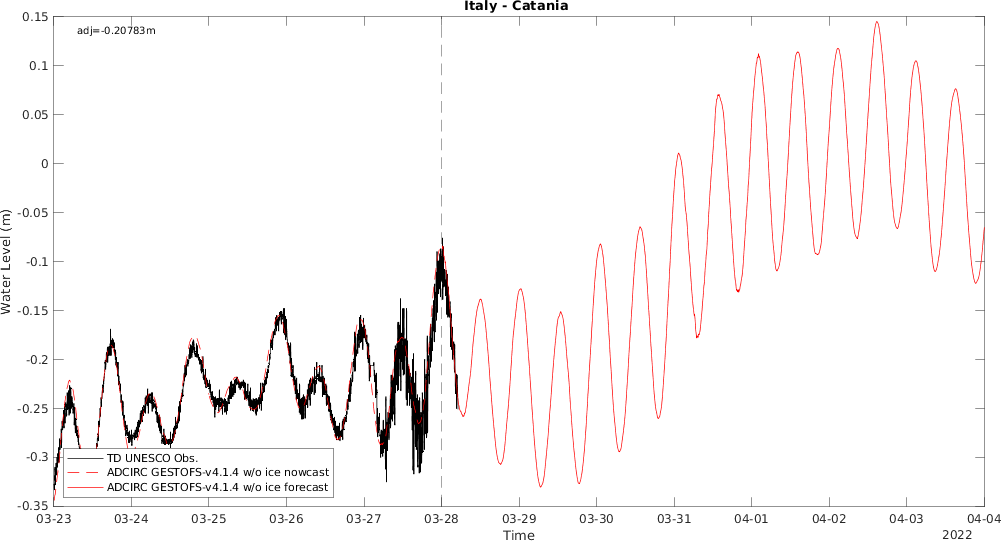 Italy - Catania
adj=-0.20783m
0.15
0.1
0.05
0
-0.05
-0.1
-0.15
-0.2
-0.25
-0.3
-0.35
Water Level (m)
TD UNESCO Obs.
ADCIRC GESTOFS-v4.1.4 w/o ice nowcast
ADCIRC GESTOFS-v4.1.4 w/o ice forecast
03-23 03-24 03-25 03-26 03-27 03-28 03-29 03-30 03-31 04-01 04-02 04-03 04-04
Time
2022